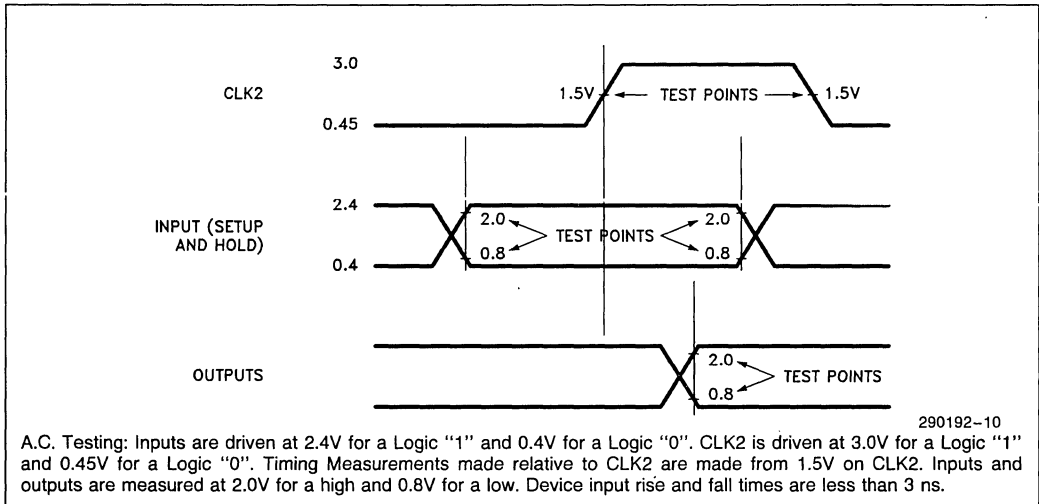 3.0
CLK2
1.5V TEST POINTS 1.5V
0.45
2.4
2.0 2.0
INPUT (SETUP
AND HOLD)
TEST POINTS
0.8 0.8
0.4
2.0
OUTPUTS
TEST POINTS
0.8
290192-10
A.C. Testing: Inputs are driven at 2.4V for a Logic "1" and 0.4V for a Logic "0". CLK2 is driven at 3.0V for a Logic "1"
and 0.45V for a Logic "0". Timing Measurements made relative to CLK2 are made from 1.5V on CLK2. Inputs and
outputs are measured at 2.0V for a high and 0.8V for a low. Device input rise and fall times are less than 3 ns.